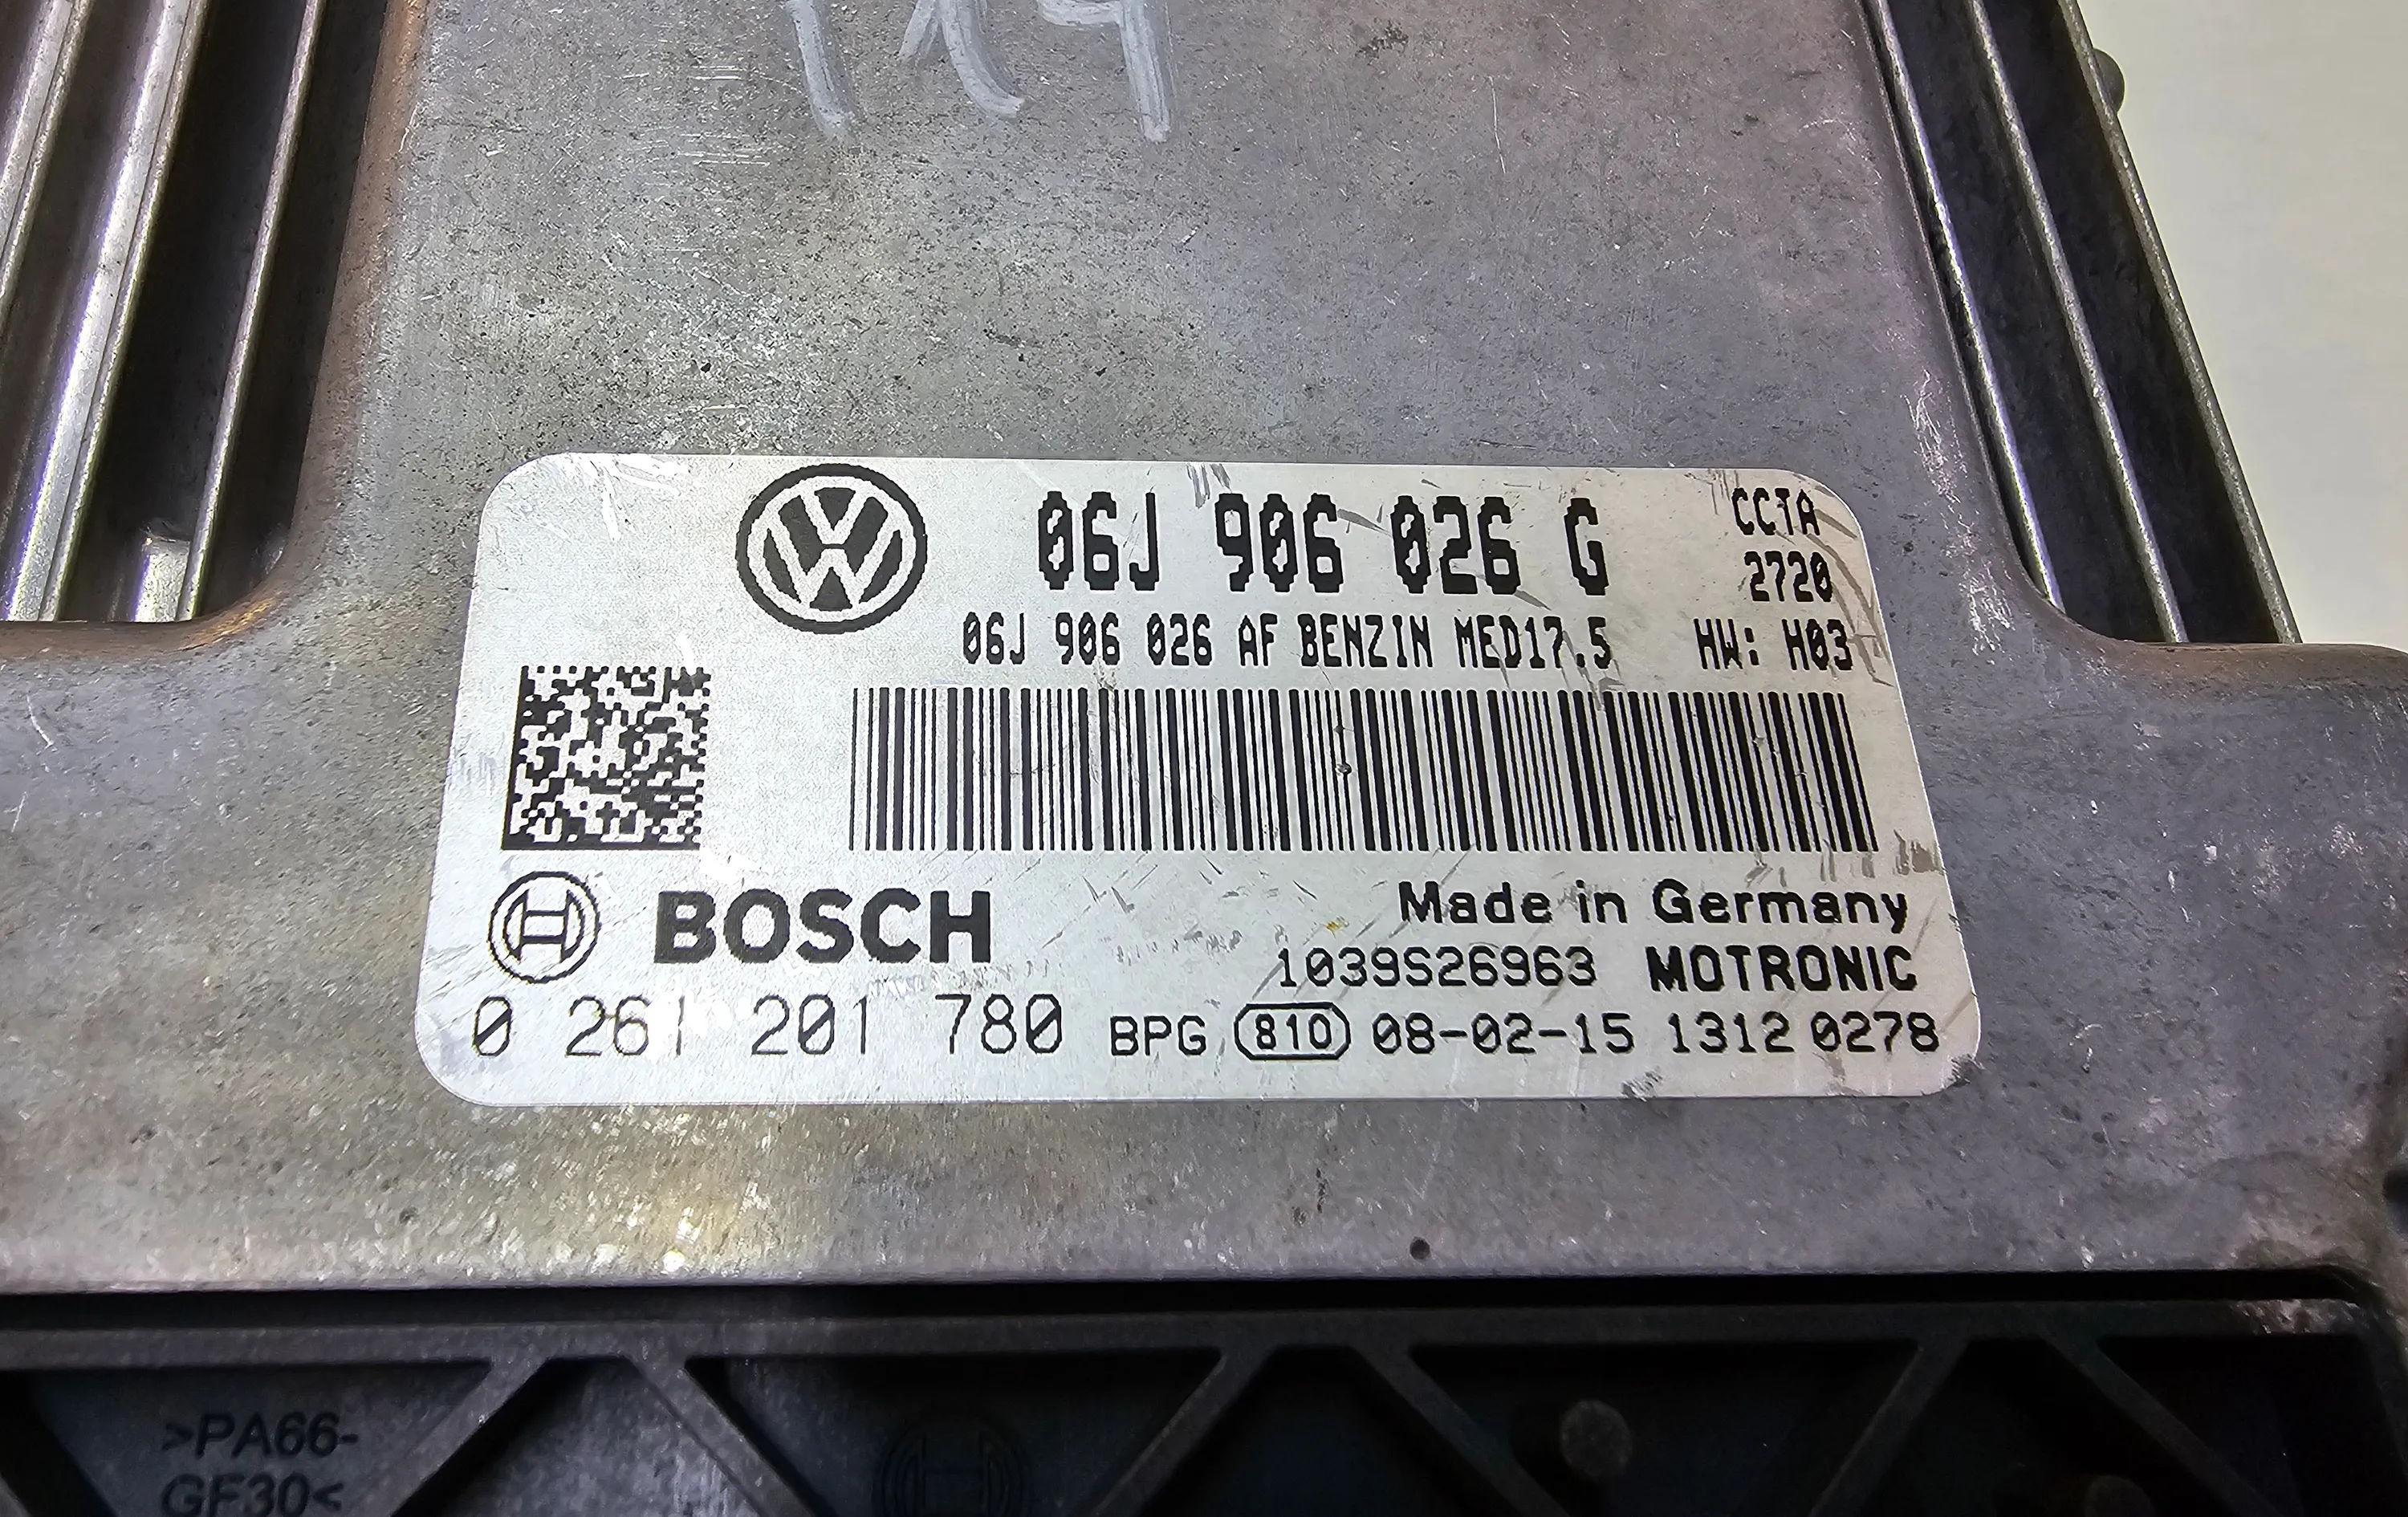 06J 906 026 G
CCTA
2720
06J 906 026 AF BENZIN MED17.5 HW: H03
BOSCH
Made in Germany
1039S26963 MOTRONIC
0 261 201 780 BPG 810 08-02-15 1312 0278
>PA66-
GF30<